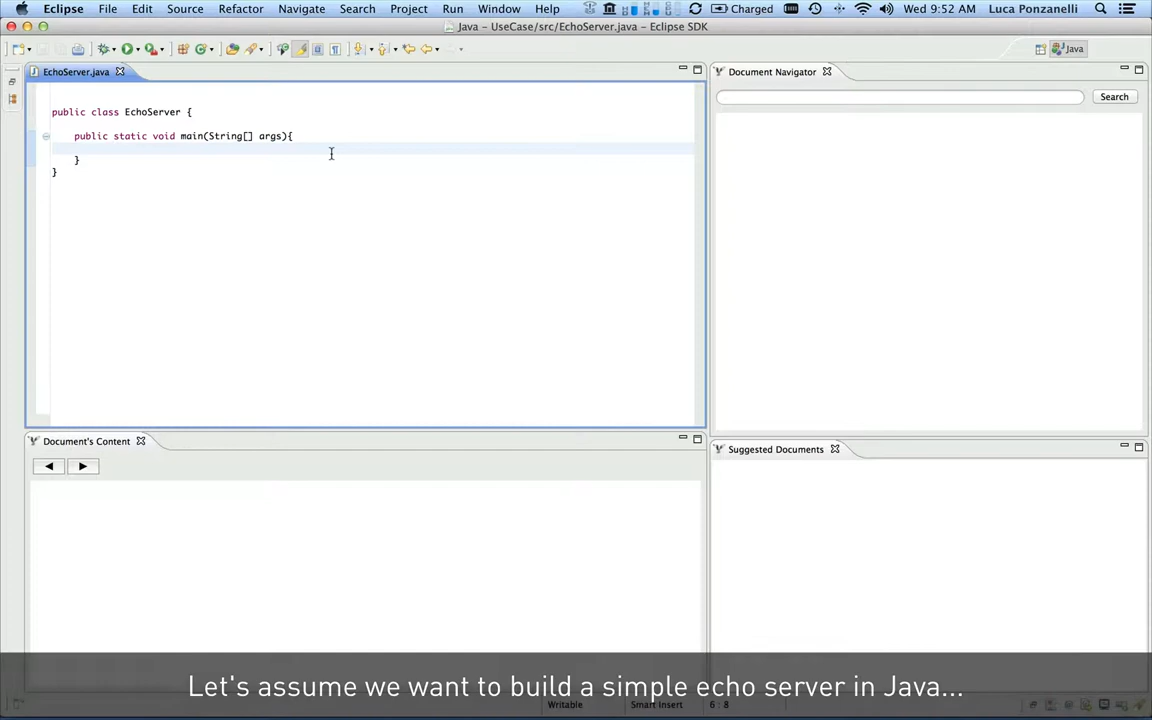 Eclipse File Edit Source Refactor Navigate Search Project Run Window Help Charged Wed 9:52 AM Luca Ponzanelli
Java – UseCase/src/EchoServer.java – Eclipse SDK
Java
EchoServer.java
Document Navigator
Search
public class EchoServer {
public static void main(String[] args){
}
}
Document's Content
Suggested Documents
Let's assume we want to build a simple echo server in Java...
Writable Smart Insert 6 : 8